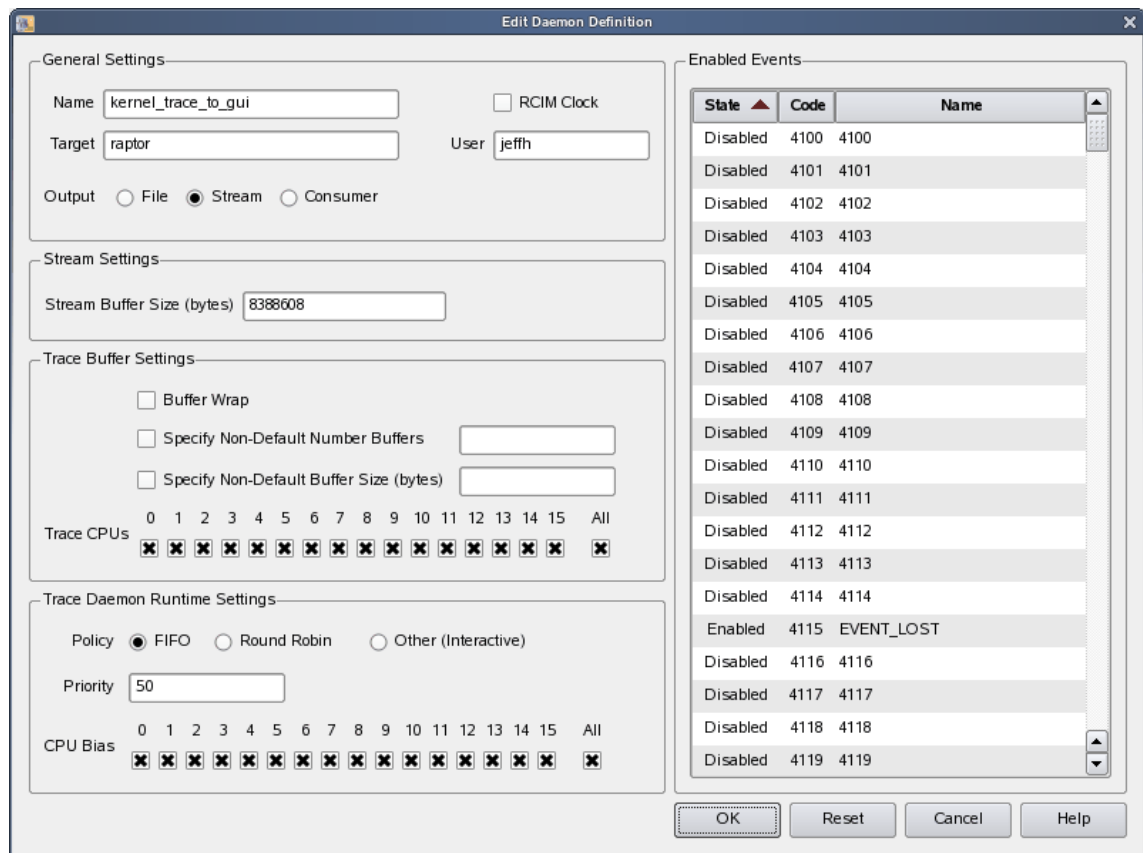 Edit Daemon Definition
General Settings
Name kernel_trace_to_gui RCIM Clock
Target raptor User jeffh
Output File Stream Consumer
Stream Settings
Stream Buffer Size (bytes) 8388608
Trace Buffer Settings
Buffer Wrap
Specify Non-Default Number Buffers
Specify Non-Default Buffer Size (bytes)
0 1 2 3 4 5 6 7 8 9 10 11 12 13 14 15 All
Trace CPUs
Trace Daemon Runtime Settings
Policy FIFO Round Robin Other (Interactive)
Priority 50
0 1 2 3 4 5 6 7 8 9 10 11 12 13 14 15 All
CPU Bias
Enabled Events
State Code Name
Disabled 4100 4100
Disabled 4101 4101
Disabled 4102 4102
Disabled 4103 4103
Disabled 4104 4104
Disabled 4105 4105
Disabled 4106 4106
Disabled 4107 4107
Disabled 4108 4108
Disabled 4109 4109
Disabled 4110 4110
Disabled 4111 4111
Disabled 4112 4112
Disabled 4113 4113
Disabled 4114 4114
Enabled 4115 EVENT_LOST
Disabled 4116 4116
Disabled 4117 4117
Disabled 4118 4118
Disabled 4119 4119
OK Reset Cancel Help